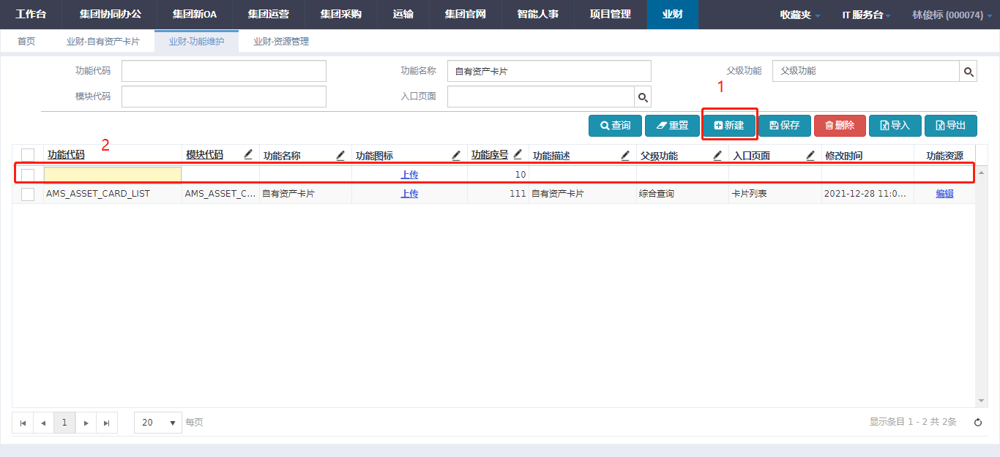 工作台 集团协同办公 集团新OA 集团运营 集团采购 运输 集团官网 智能人事 项目管理 业财 收藏夹 IT 服务台 林俊标 (000074)
首页 业财-自有资产卡片 业财-功能维护 业财-资源管理
功能代码 功能名称 自有资产卡片 父级功能 父级功能
1
模块代码 入口页面
查询 重置 新建 保存 删除 导入 导出
2
功能代码 模块代码 功能名称 功能图标 功能序号 功能描述 父级功能 入口页面 修改时间 功能资源
上传 10
AMS_ASSET_CARD_LIST AMS_ASSET_C... 自有资产卡片 上传 111 自有资产卡片 综合查询 卡片列表 2021-12-28 11:0... 编辑
1 20 每页 显示条目 1 - 2 共 2条